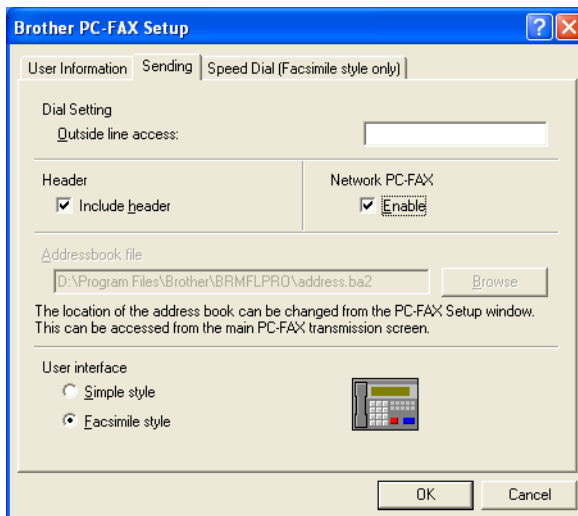 Brother PC-FAX Setup
User Information Sending Speed Dial (Facsimile style only)
Dial Setting
Outside line access:
Header Network PC-FAX
Include header Enable
Addressbook file
D:\Program Files\Brother\BRMFLPRO\address.ba2 Browse
The location of the address book can be changed from the PC-FAX Setup window.
This can be accessed from the main PC-FAX transmission screen.
User interface
Simple style
Facsimile style
OK Cancel